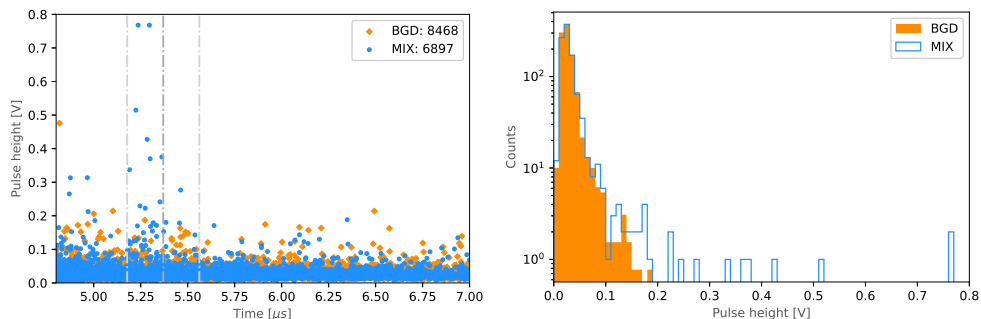 0.8
0.7
0.6
0.5
0.4
0.3
0.2
0.1
0.0
Pulse height [V]
5.00 5.25 5.50 5.75 6.00 6.25 6.50 6.75 7.00
Time [μs]
BGD: 8468
MIX: 6897
10²
10¹
10⁰
Counts
0.0 0.1 0.2 0.3 0.4 0.5 0.6 0.7 0.8
Pulse height [V]
BGD
MIX